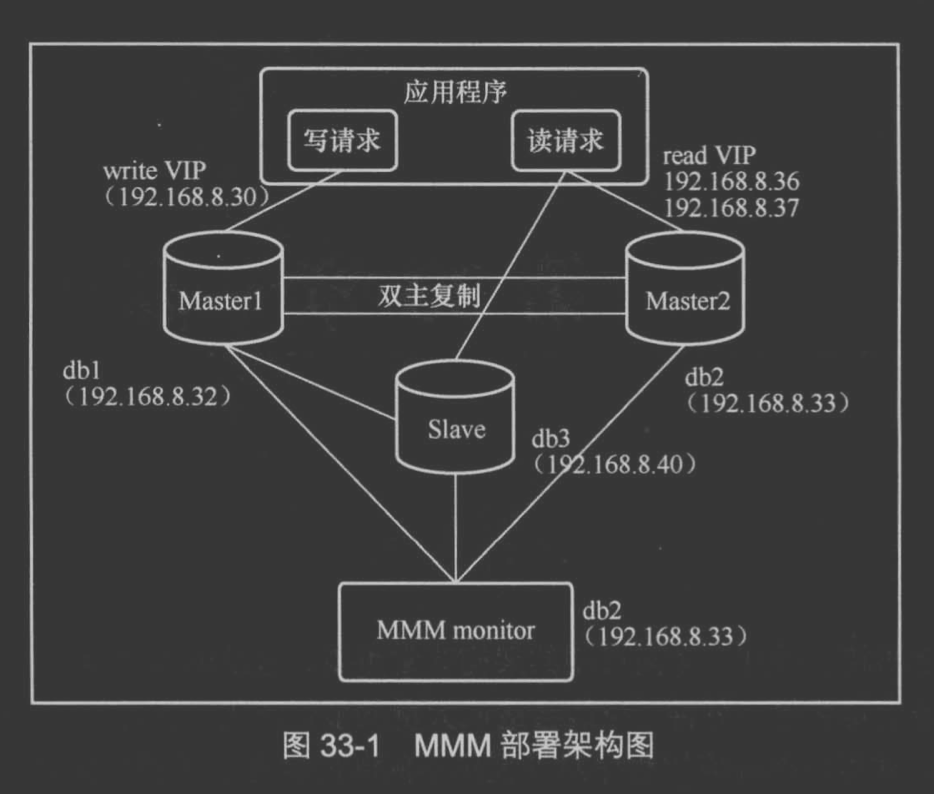 应用程序
写请求
读请求
write VIP
（192.168.8.30）
read VIP
192.168.8.36
192.168.8.37
Master1
双主复制
Master2
db1
（192.168.8.32）
db2
（192.168.8.33）
Slave
db3
（192.168.8.40）
MMM monitor
db2
（192.168.8.33）
图 33-1 MMM 部署架构图